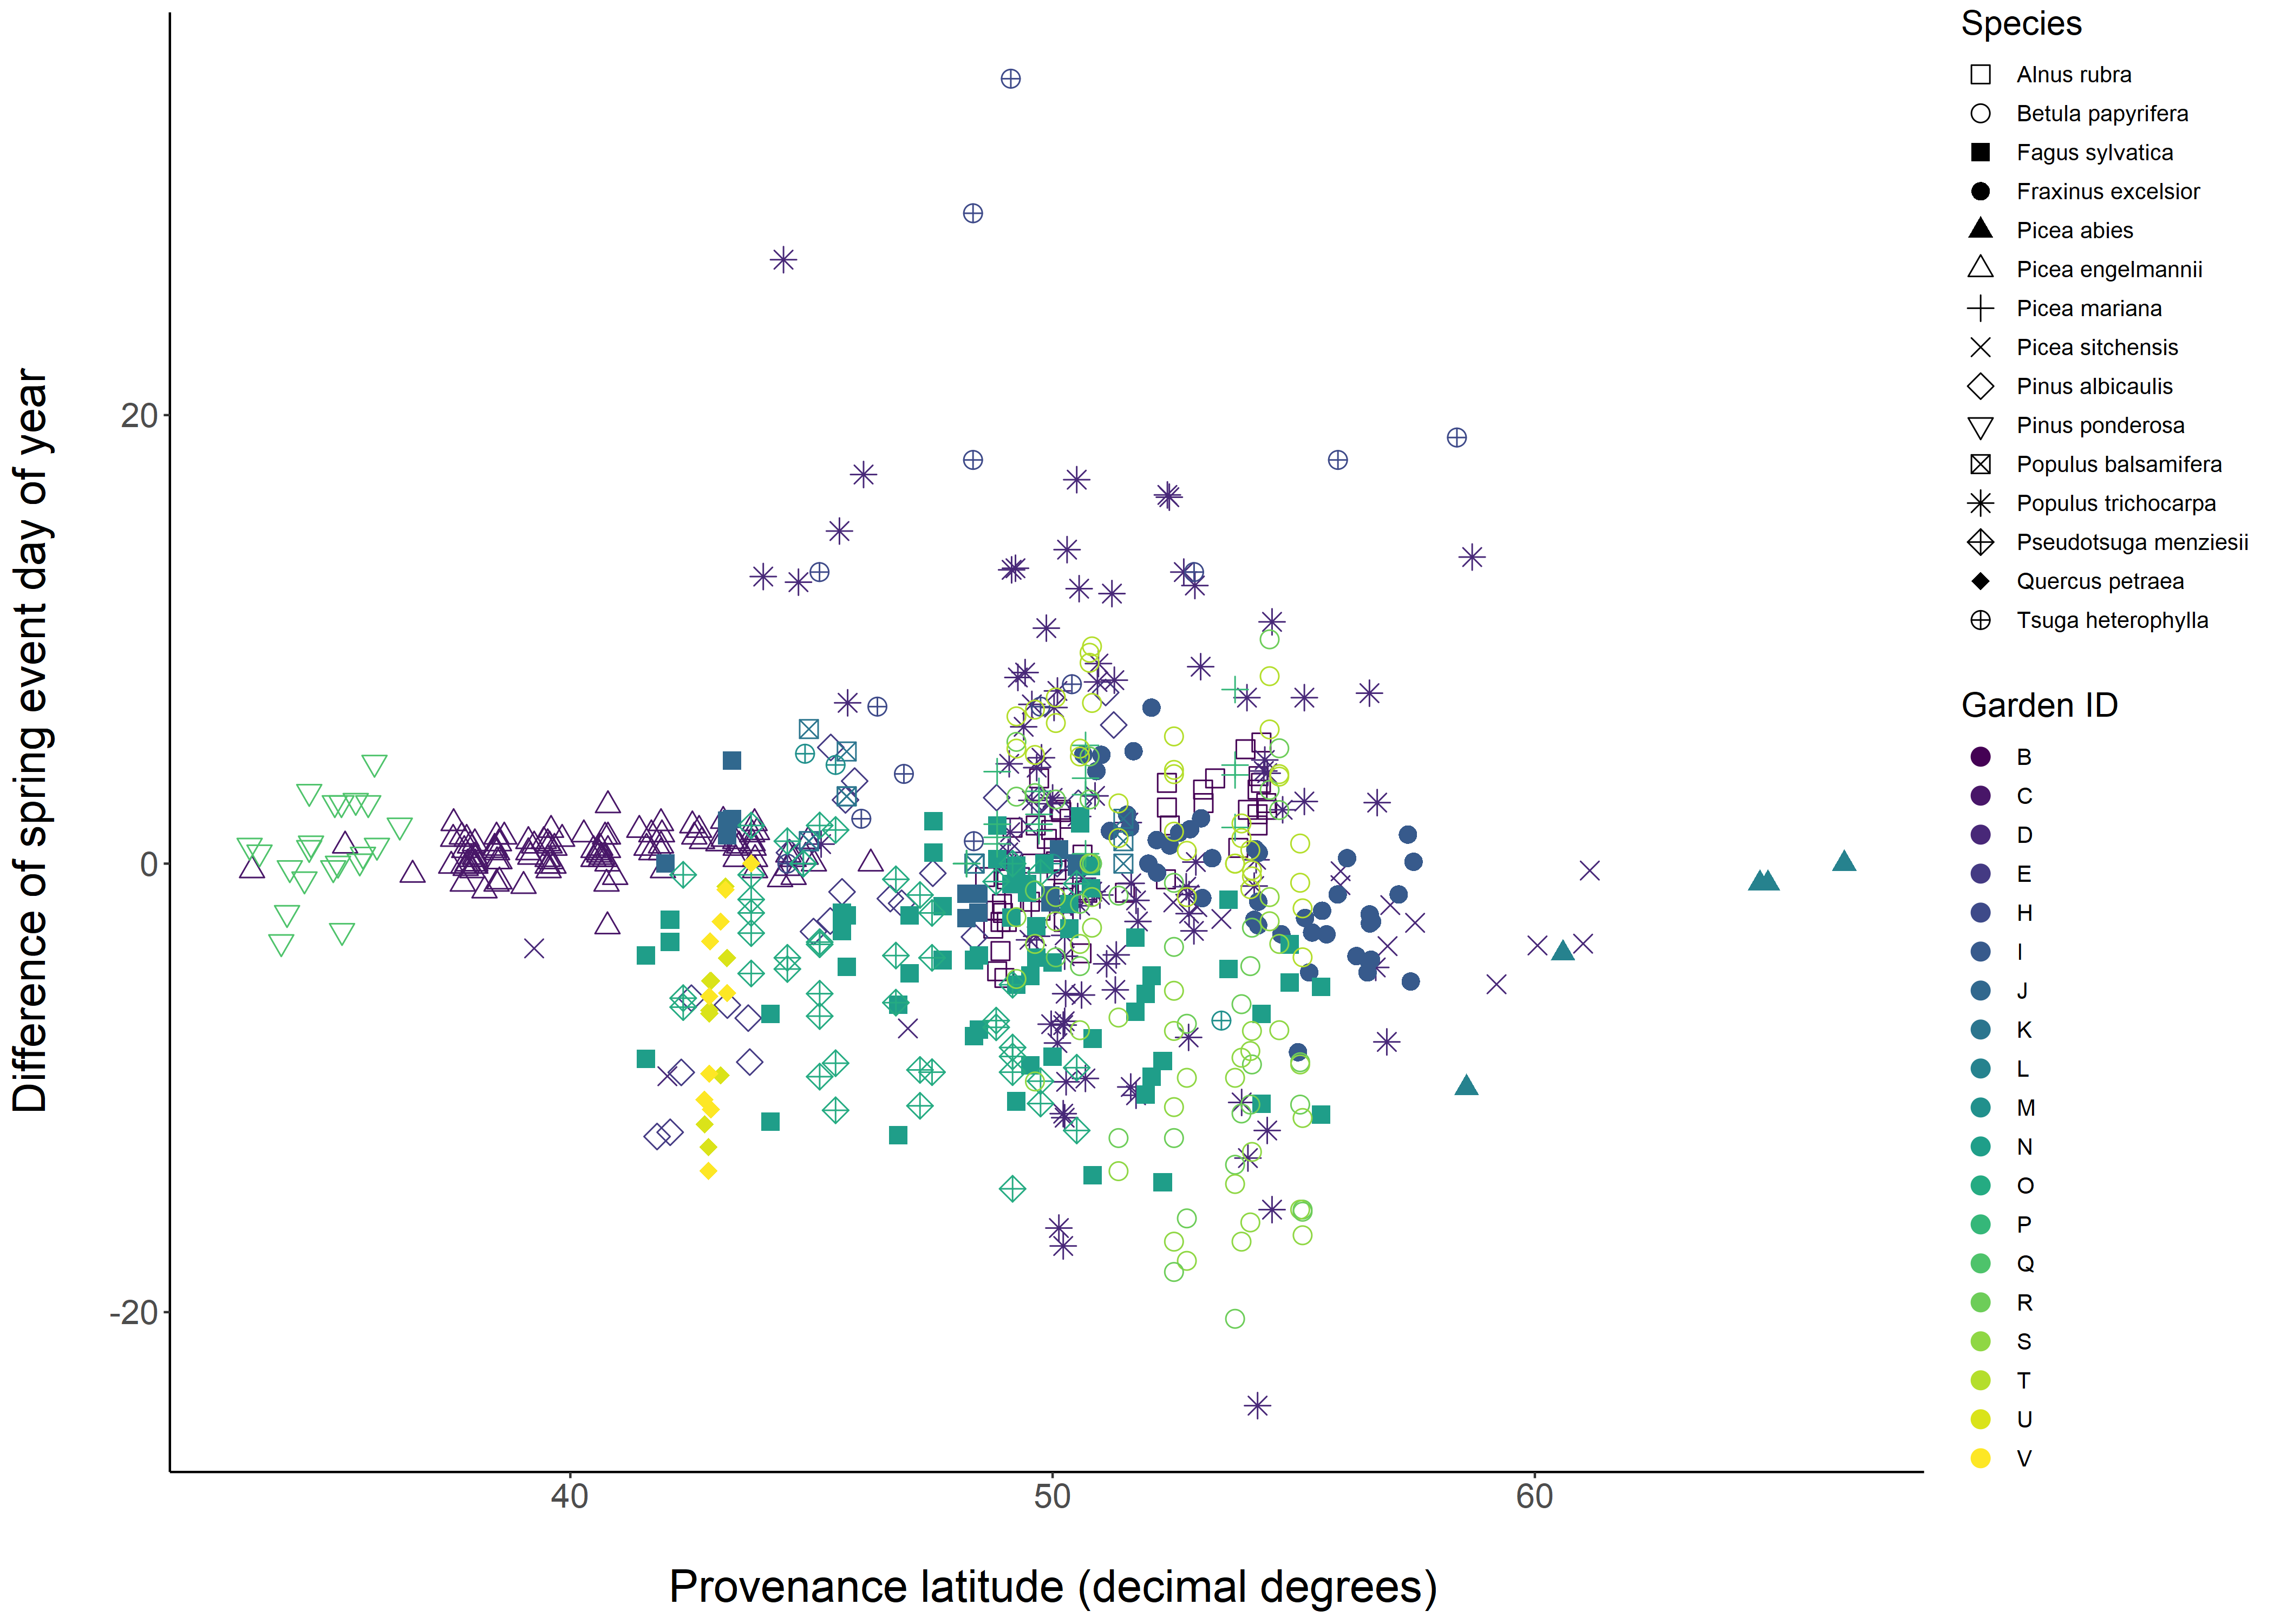 Difference of spring event day of year
20
0
-20
40
50
60
Provenance latitude (decimal degrees)
Species
Alnus rubra
Betula papyrifera
Fagus sylvatica
Fraxinus excelsior
Picea abies
Picea engelmannii
Picea mariana
Picea sitchensis
Pinus albicaulis
Pinus ponderosa
Populus balsamifera
Populus trichocarpa
Pseudotsuga menziesii
Quercus petraea
Tsuga heterophylla
Garden ID
B
C
D
E
H
I
J
K
L
M
N
O
P
Q
R
S
T
U
V